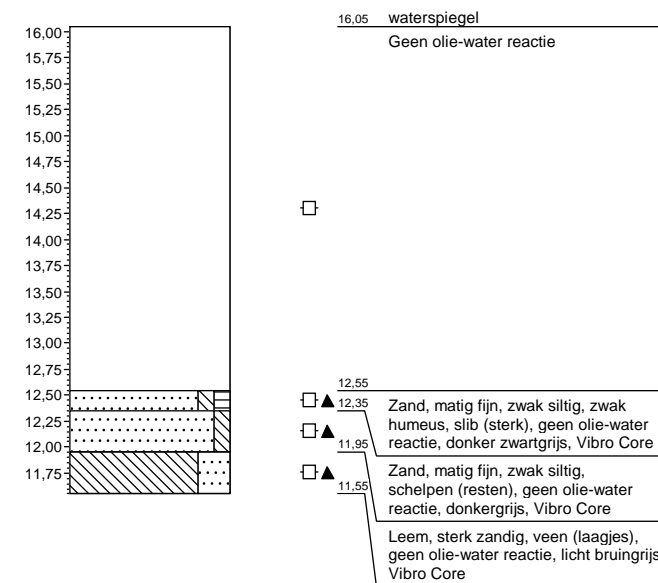 16,00
15,75
15,50
15,25
15,00
14,75
14,50
14,25
14,00
13,75
13,50
13,25
13,00
12,75
12,50
12,25
12,00
11,75
16,05 waterspiegel
Geen olie-water reactie
12,55
12,35 Zand, matig fijn, zwak siltig, zwak
humeus, slib (sterk), geen olie-water
reactie, donker zwartgrijs, Vibro Core
11,95
Zand, matig fijn, zwak siltig,
schelpen (resten), geen olie-water
reactie, donkergrijs, Vibro Core
11,55
Leem, sterk zandig, veen (laagjes),
geen olie-water reactie, licht bruingrijs
Vibro Core